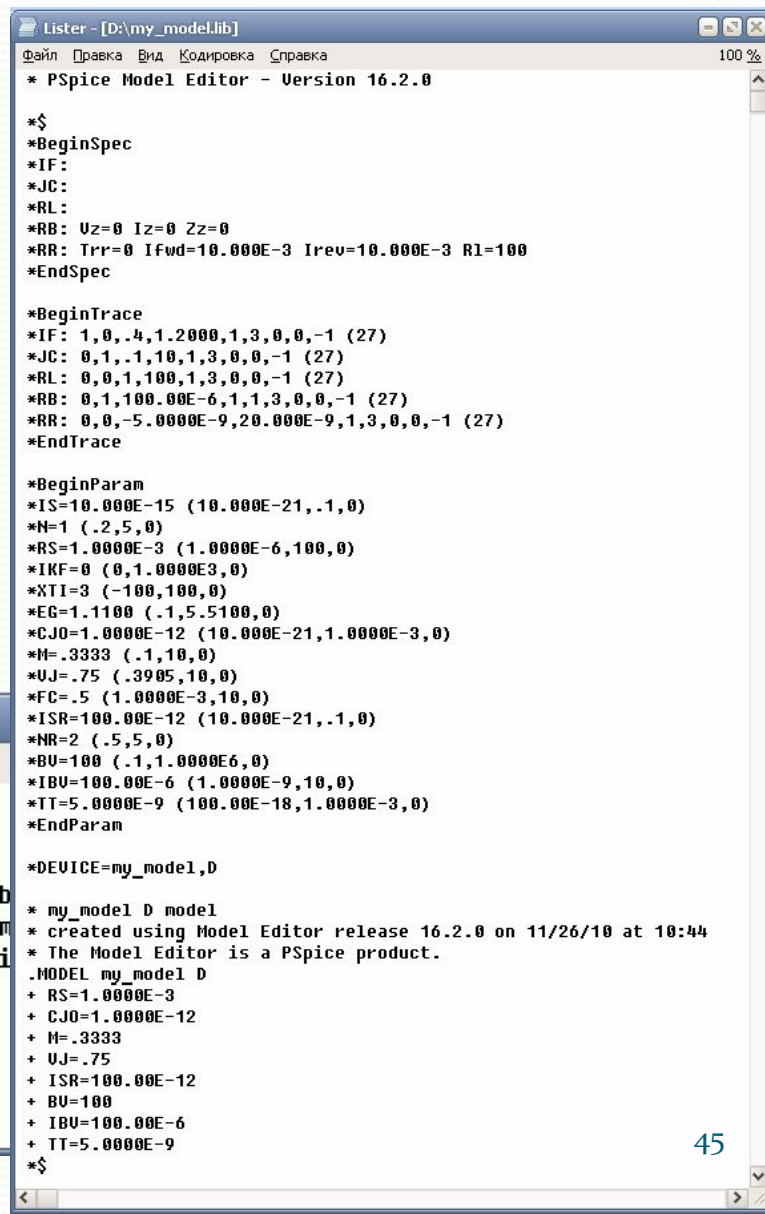 Lister - [D:\my_model.lib]
Файл Правка Вид Кодировка Справка 100 %
* PSpice Model Editor - Version 16.2.0
*$
*BeginSpec
*IF:
*JC:
*RL:
*RB: Vz=0 Iz=0 Zz=0
*RR: Trr=0 Ifwd=10.000E-3 Irev=10.000E-3 Rl=100
*EndSpec
*BeginTrace
*IF: 1,0,.4,1.2000,1,3,0,0,-1 (27)
*JC: 0,1,.1,10,1,3,0,0,-1 (27)
*RL: 0,0,1,100,1,3,0,0,-1 (27)
*RB: 0,1,100.00E-6,1,1,3,0,0,-1 (27)
*RR: 0,0,-5.0000E-9,20.000E-9,1,3,0,0,-1 (27)
*EndTrace
*BeginParam
*IS=10.000E-15 (10.000E-21,.1,0)
*N=1 (.2,5,0)
*RS=1.0000E-3 (1.0000E-6,100,0)
*IKF=0 (0,1.0000E3,0)
*XTI=3 (-100,100,0)
*EG=1.1100 (.1,5.5100,0)
*CJO=1.0000E-12 (10.000E-21,1.0000E-3,0)
*M=.3333 (.1,10,0)
*VJ=.75 (.3905,10,0)
*FC=.5 (1.0000E-3,10,0)
*ISR=100.00E-12 (10.000E-21,.1,0)
*NR=2 (.5,5,0)
*BV=100 (.1,1.0000E6,0)
*IBV=100.00E-6 (1.0000E-9,10,0)
*TT=5.0000E-9 (100.00E-18,1.0000E-3,0)
*EndParam
*DEVICE=my_model,D
* my_model D model
* created using Model Editor release 16.2.0 on 11/26/10 at 10:44
* The Model Editor is a PSpice product.
.MODEL my_model D
+ RS=1.0000E-3
+ CJO=1.0000E-12
+ M=.3333
+ VJ=.75
+ ISR=100.00E-12
+ BV=100
+ IBV=100.00E-6
+ TT=5.0000E-9
*$
45